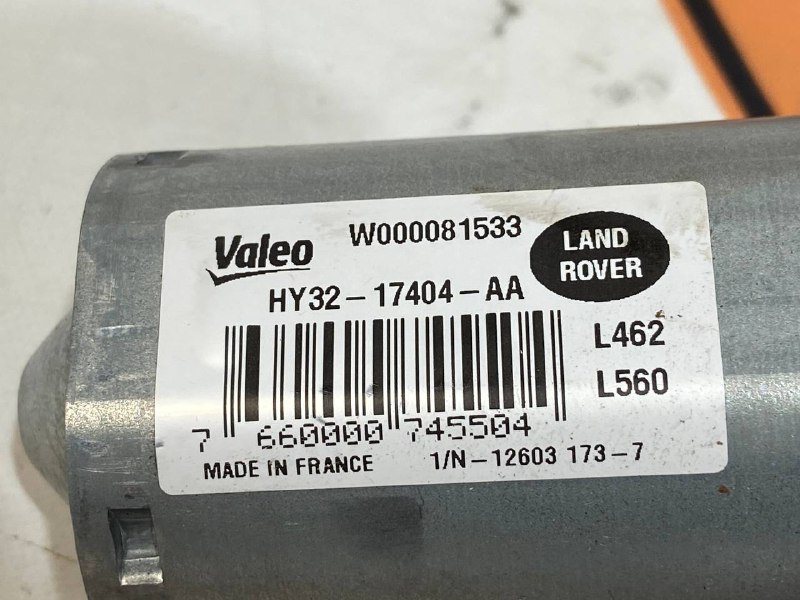 Valeo W000081533
LAND ROVER
HY32-17404-AA
L462
L560
7 660000 745504
MADE IN FRANCE 1/N-12603 173-7